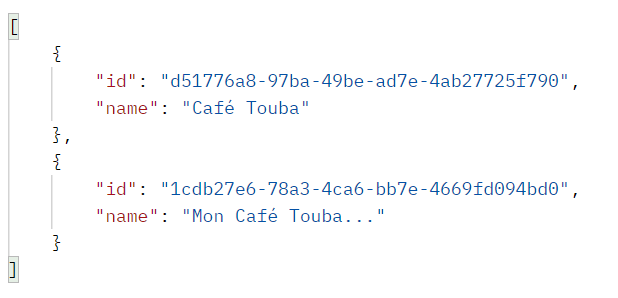 [
    {
        "id": "d51776a8-97ba-49be-ad7e-4ab27725f790",
        "name": "Café Touba"
    },
    {
        "id": "1cdb27e6-78a3-4ca6-bb7e-4669fd094bd0",
        "name": "Mon Café Touba..."
    }
]